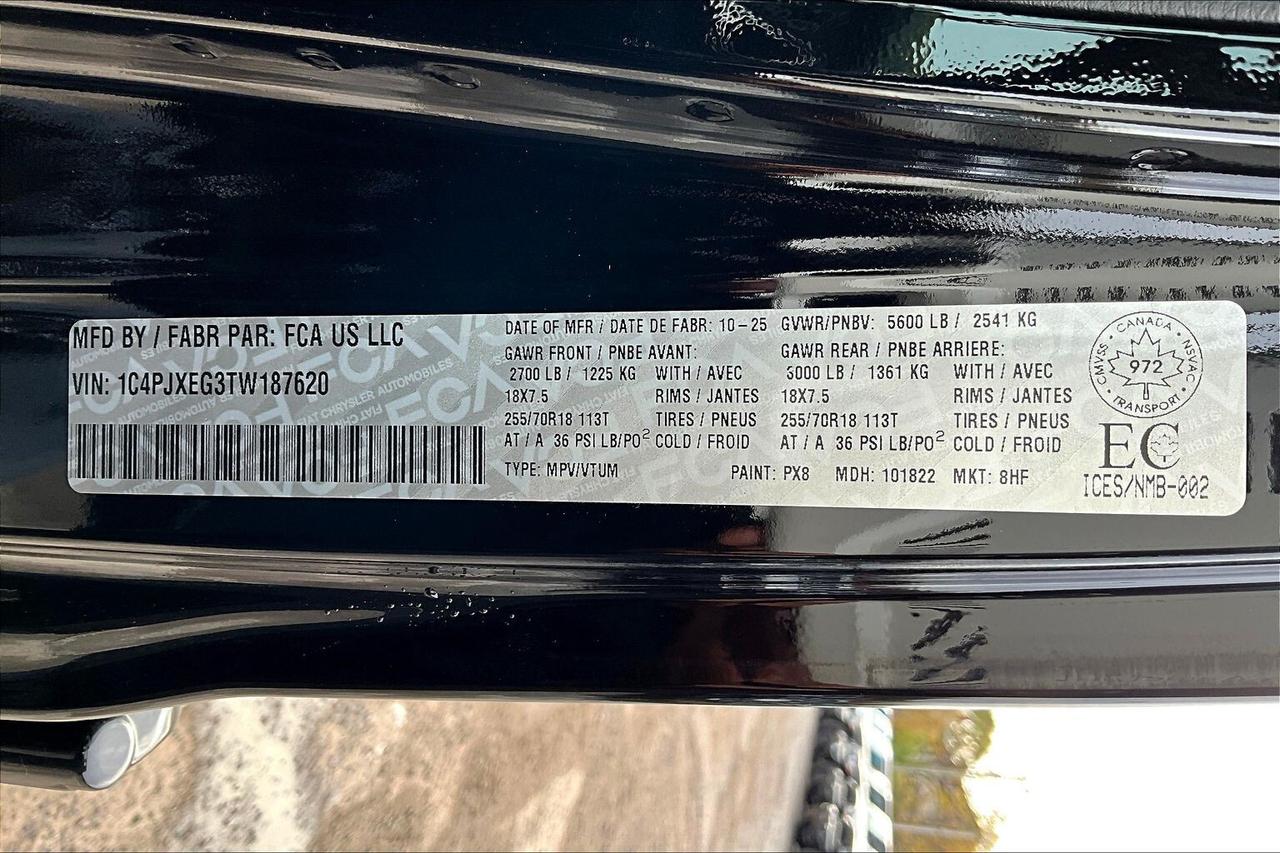 MFD BY / FABR PAR: FCA US LLC
VIN: 1C4PJXEG3TW187620
DATE OF MFR / DATE DE FABR: 10-25 GVWR/PNBV: 5600 LB / 2541 KG
GAWR FRONT / PNBE AVANT: GAWR REAR / PNBE ARRIERE:
2700 LB / 1225 KG WITH / AVEC 3000 LB / 1361 KG WITH / AVEC
18X7.5 RIMS / JANTES 18X7.5 RIMS / JANTES
255/70R18 113T TIRES / PNEUS 255/70R18 113T TIRES / PNEUS
AT / A 36 PSI LB/PO² COLD / FROID AT / A 36 PSI LB/PO² COLD / FROID
TYPE: MPV/VTUM PAINT: PX8 MDH: 101822 MKT: 8HF
CANADA
CMVSS 972 NSVAC
TRANSPORT
EC
ICES/NMB-002